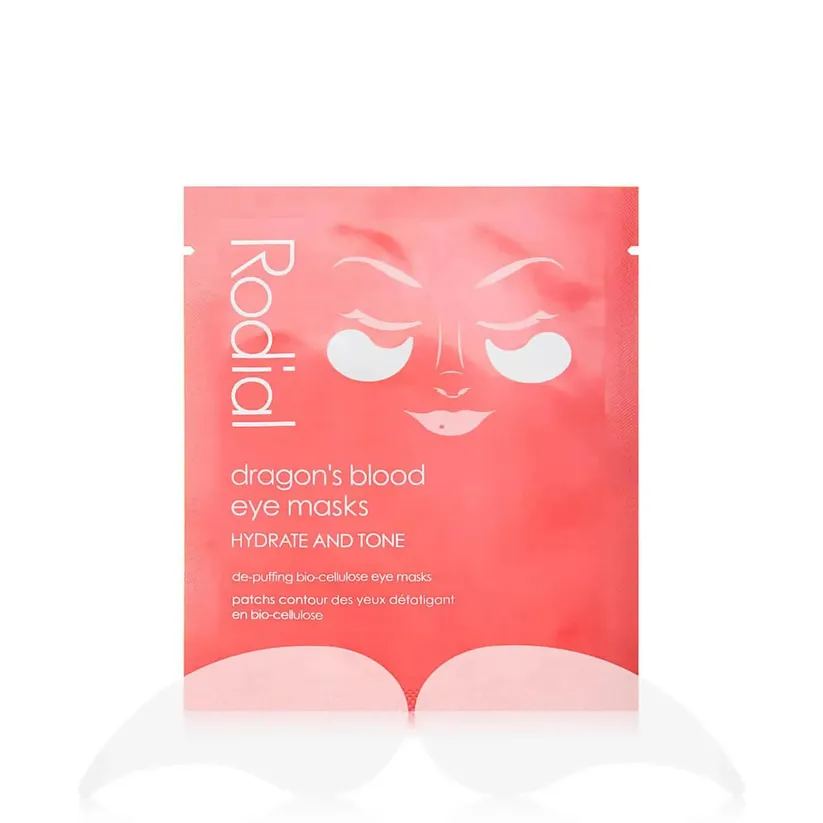 Rodial
dragon's blood
eye masks
HYDRATE AND TONE
de-puffing bio-cellulose eye masks
patchs contour des yeux défatigant
en bio-cellulose